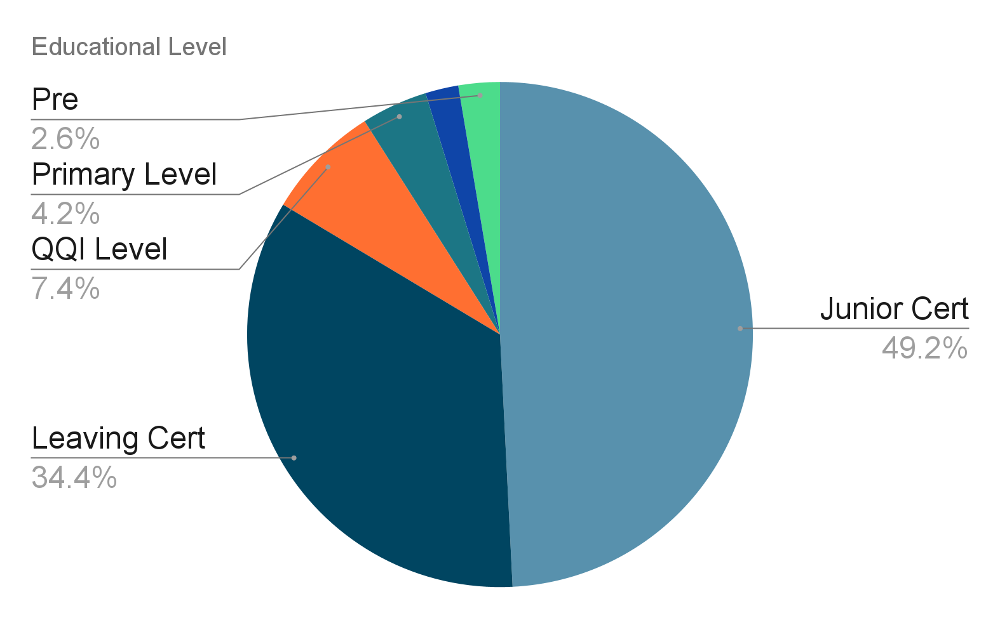 Educational Level
Pre
2.6%
Primary Level
4.2%
QQI Level
7.4%
Junior Cert
49.2%
Leaving Cert
34.4%